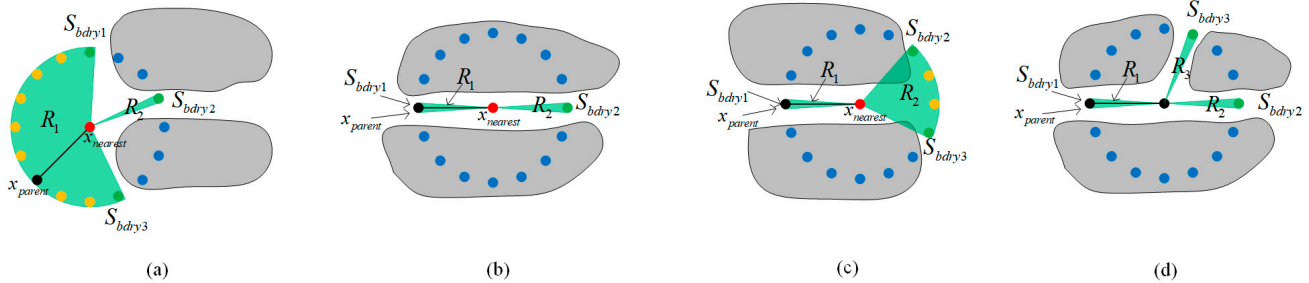 S_bdry1
R_1
R_2
S_bdry2
x_nearest
x_parent
S_bdry3
(a)
S_bdry1
R_1
x_parent
x_nearest
R_2
S_bdry2
(b)
S_bdry2
S_bdry1
R_1
R_2
x_parent
x_nearest
S_bdry3
(c)
S_bdry3
S_bdry1
R_1
R_3
x_parent
R_2
S_bdry2
(d)